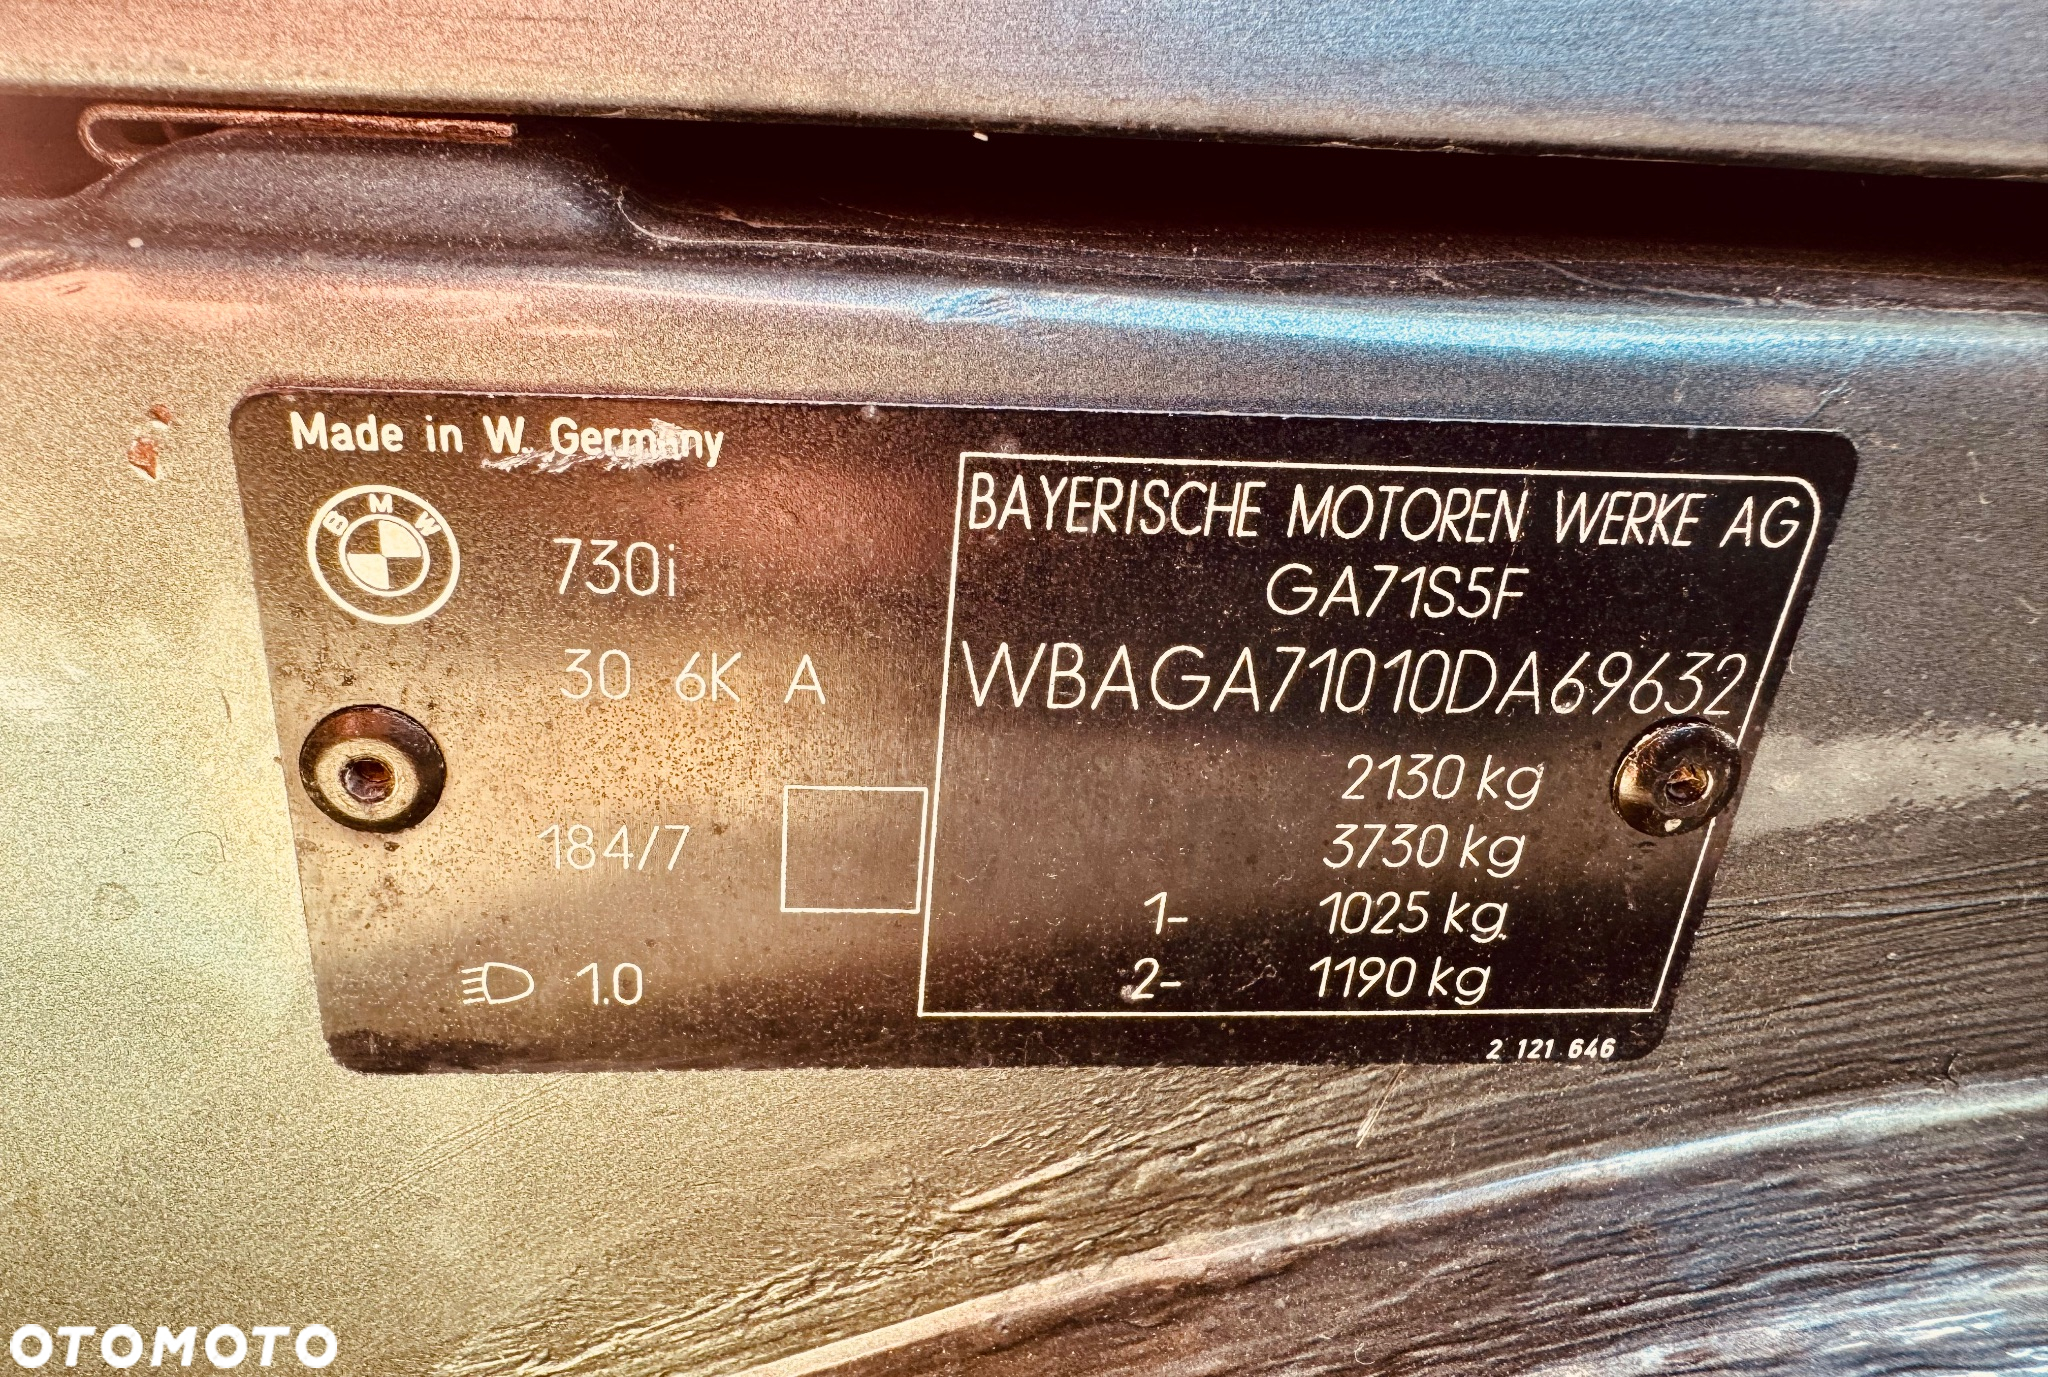 Made in W. Germany
BMW
730i
30 6K A
184/7
1.0
BAYERISCHE MOTOREN WERKE AG
GA71S5F
WBAGA71010DA69632
2130 kg
3730 kg
1- 1025 kg
2- 1190 kg
2 121 646
OTOMOTO